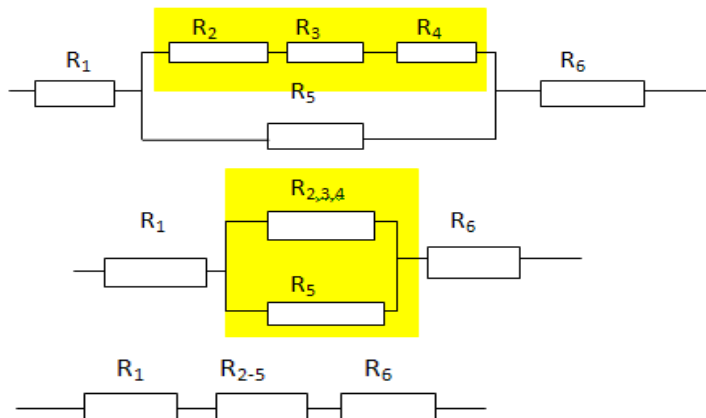 R₂ R₃ R₄
R₁ R₆
R₅
R₂,₃,₄
R₁ R₆
R₅
R₁ R₂₋₅ R₆